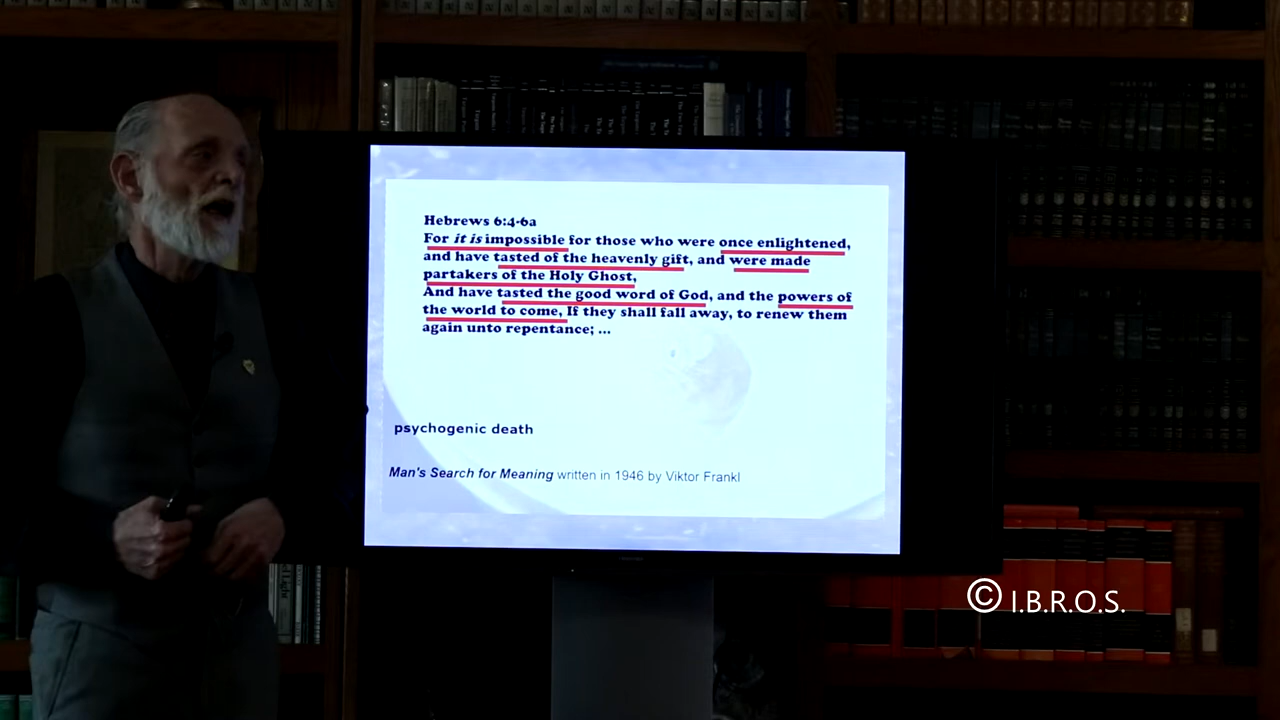 Hebrews 6:4-6a
For it is impossible for those who were once enlightened,
and have tasted of the heavenly gift, and were made
partakers of the Holy Ghost,
And have tasted the good word of God, and the powers of
the world to come, If they shall fall away, to renew them
again unto repentance; ...
psychogenic death
Man's Search for Meaning written in 1946 by Viktor Frankl
© I.B.R.O.S.